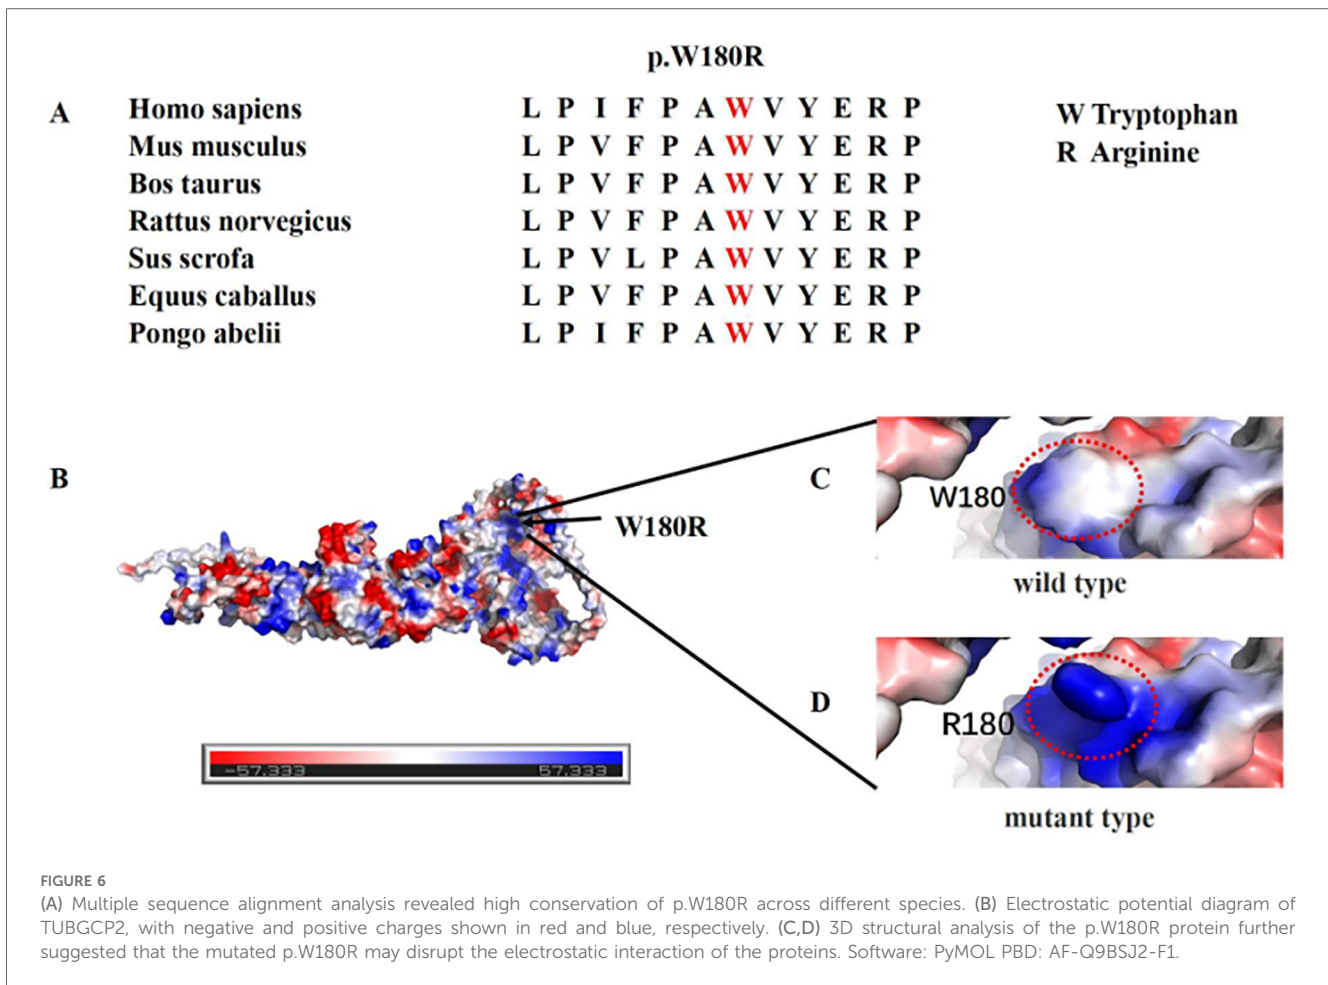 p.W180R
A
Homo sapiens L P I F P A W V Y E R P
Mus musculus L P V F P A W V Y E R P
Bos taurus L P V F P A W V Y E R P
Rattus norvegicus L P V F P A W V Y E R P
Sus scrofa L P V L P A W V Y E R P
Equus caballus L P V F P A W V Y E R P
Pongo abelii L P I F P A W V Y E R P
W Tryptophan
R Arginine
B
W180R
-57.333 57.333
C
W180
wild type
D
R180
mutant type
FIGURE 6
(A) Multiple sequence alignment analysis revealed high conservation of p.W180R across different species. (B) Electrostatic potential diagram of
TUBGCP2, with negative and positive charges shown in red and blue, respectively. (C,D) 3D structural analysis of the p.W180R protein further
suggested that the mutated p.W180R may disrupt the electrostatic interaction of the proteins. Software: PyMOL PBD: AF-Q9BSJ2-F1.